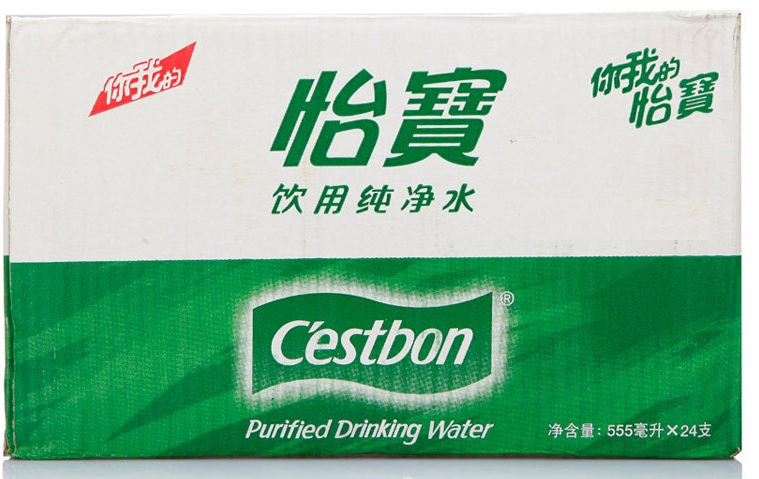 你我的
怡寶
你我的
怡寶
饮用纯净水
C'estbon®
Purified Drinking Water
净含量：555毫升×24支